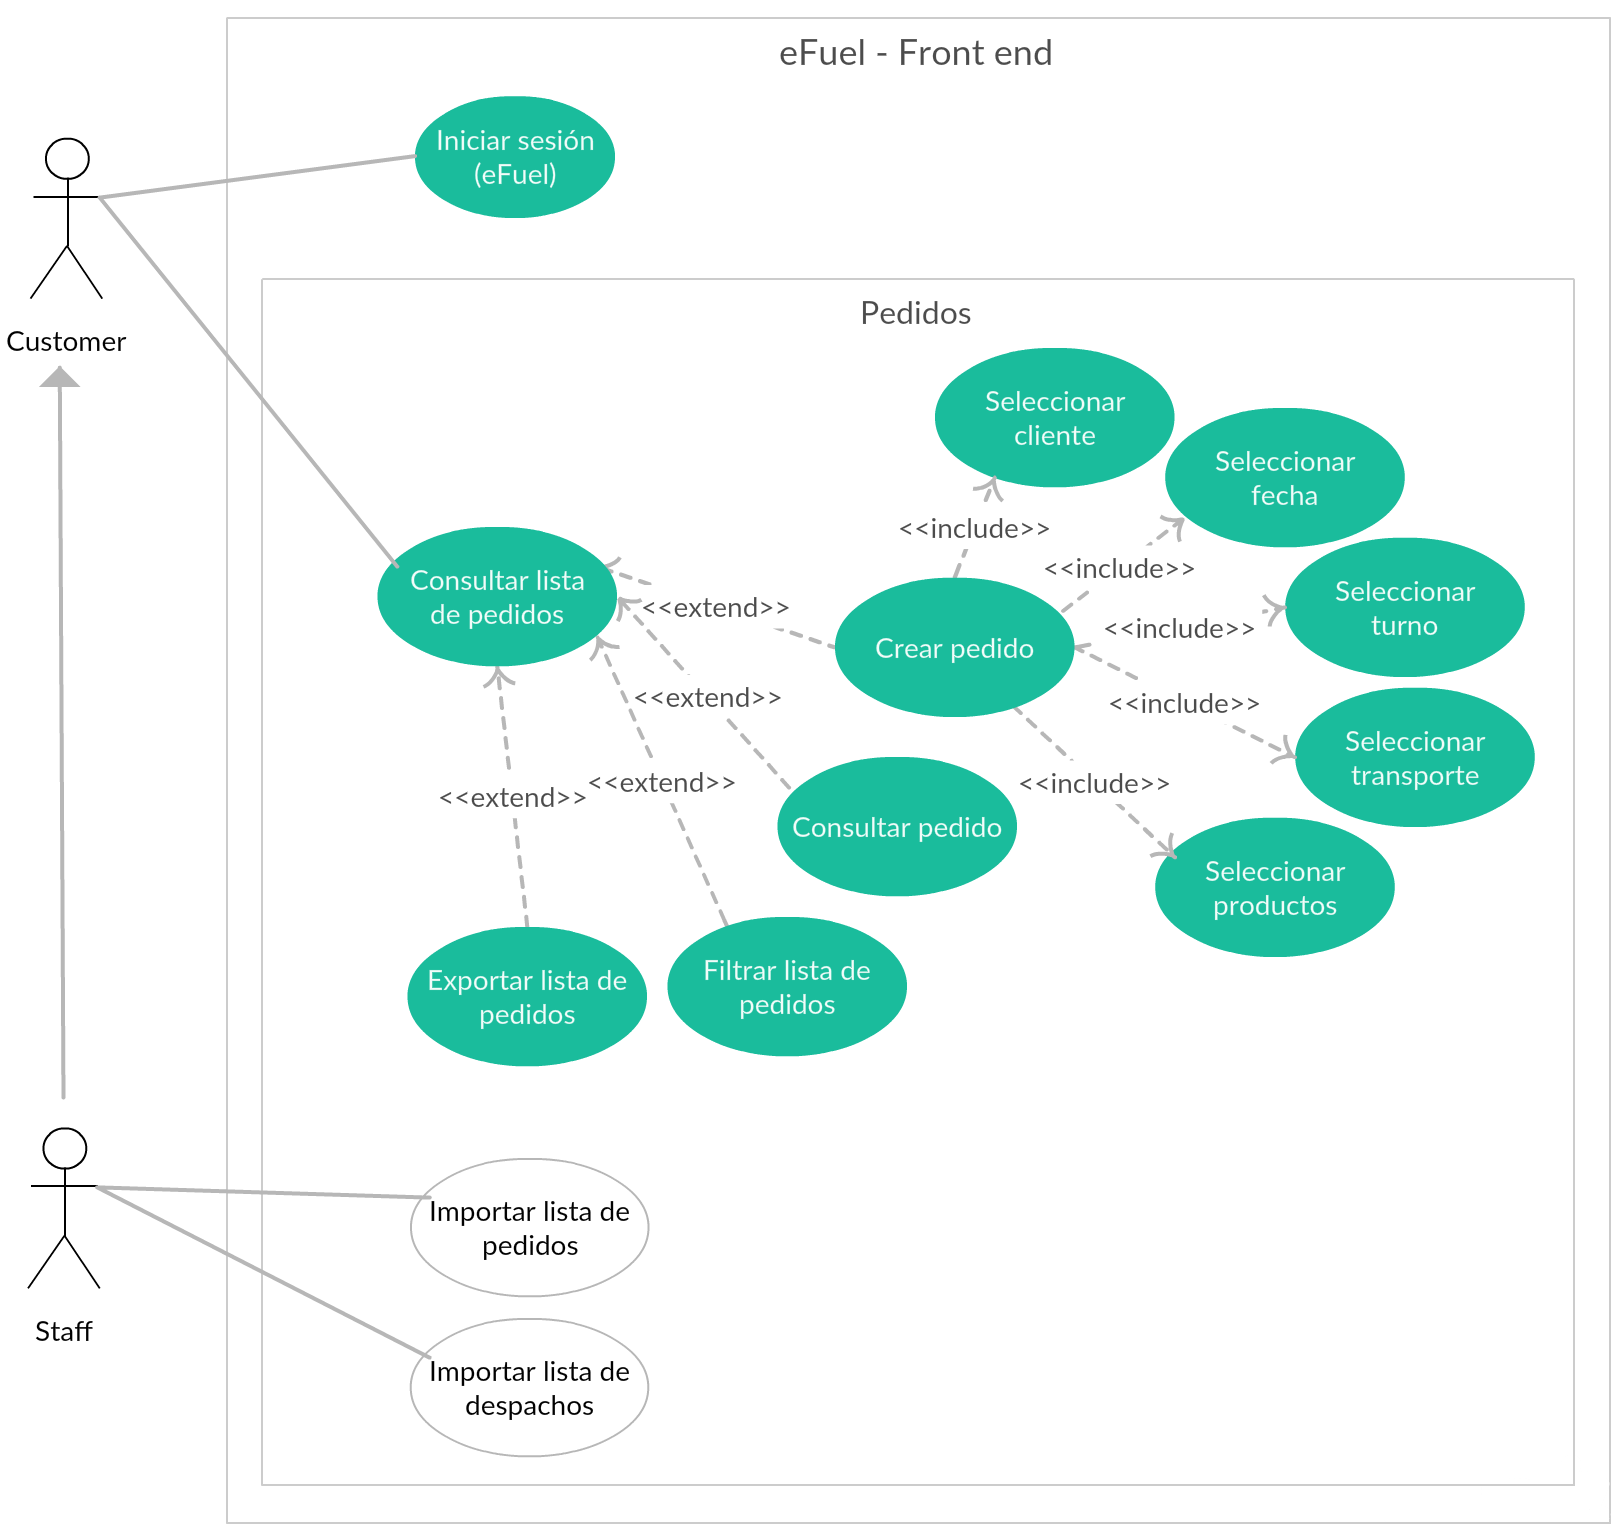 eFuel - Front end
Iniciar sesión
(eFuel)
Customer
Pedidos
Seleccionar
cliente
Seleccionar
fecha
<<include>>
<<include>>
Seleccionar
turno
<<include>>
Consultar lista
de pedidos
<<extend>>
Crear pedido
<<extend>>
<<include>>
Seleccionar
transporte
<<extend>>
<<extend>>
<<include>>
Consultar pedido
Seleccionar
productos
Exportar lista de
pedidos
Filtrar lista de
pedidos
Importar lista de
pedidos
Staff
Importar lista de
despachos